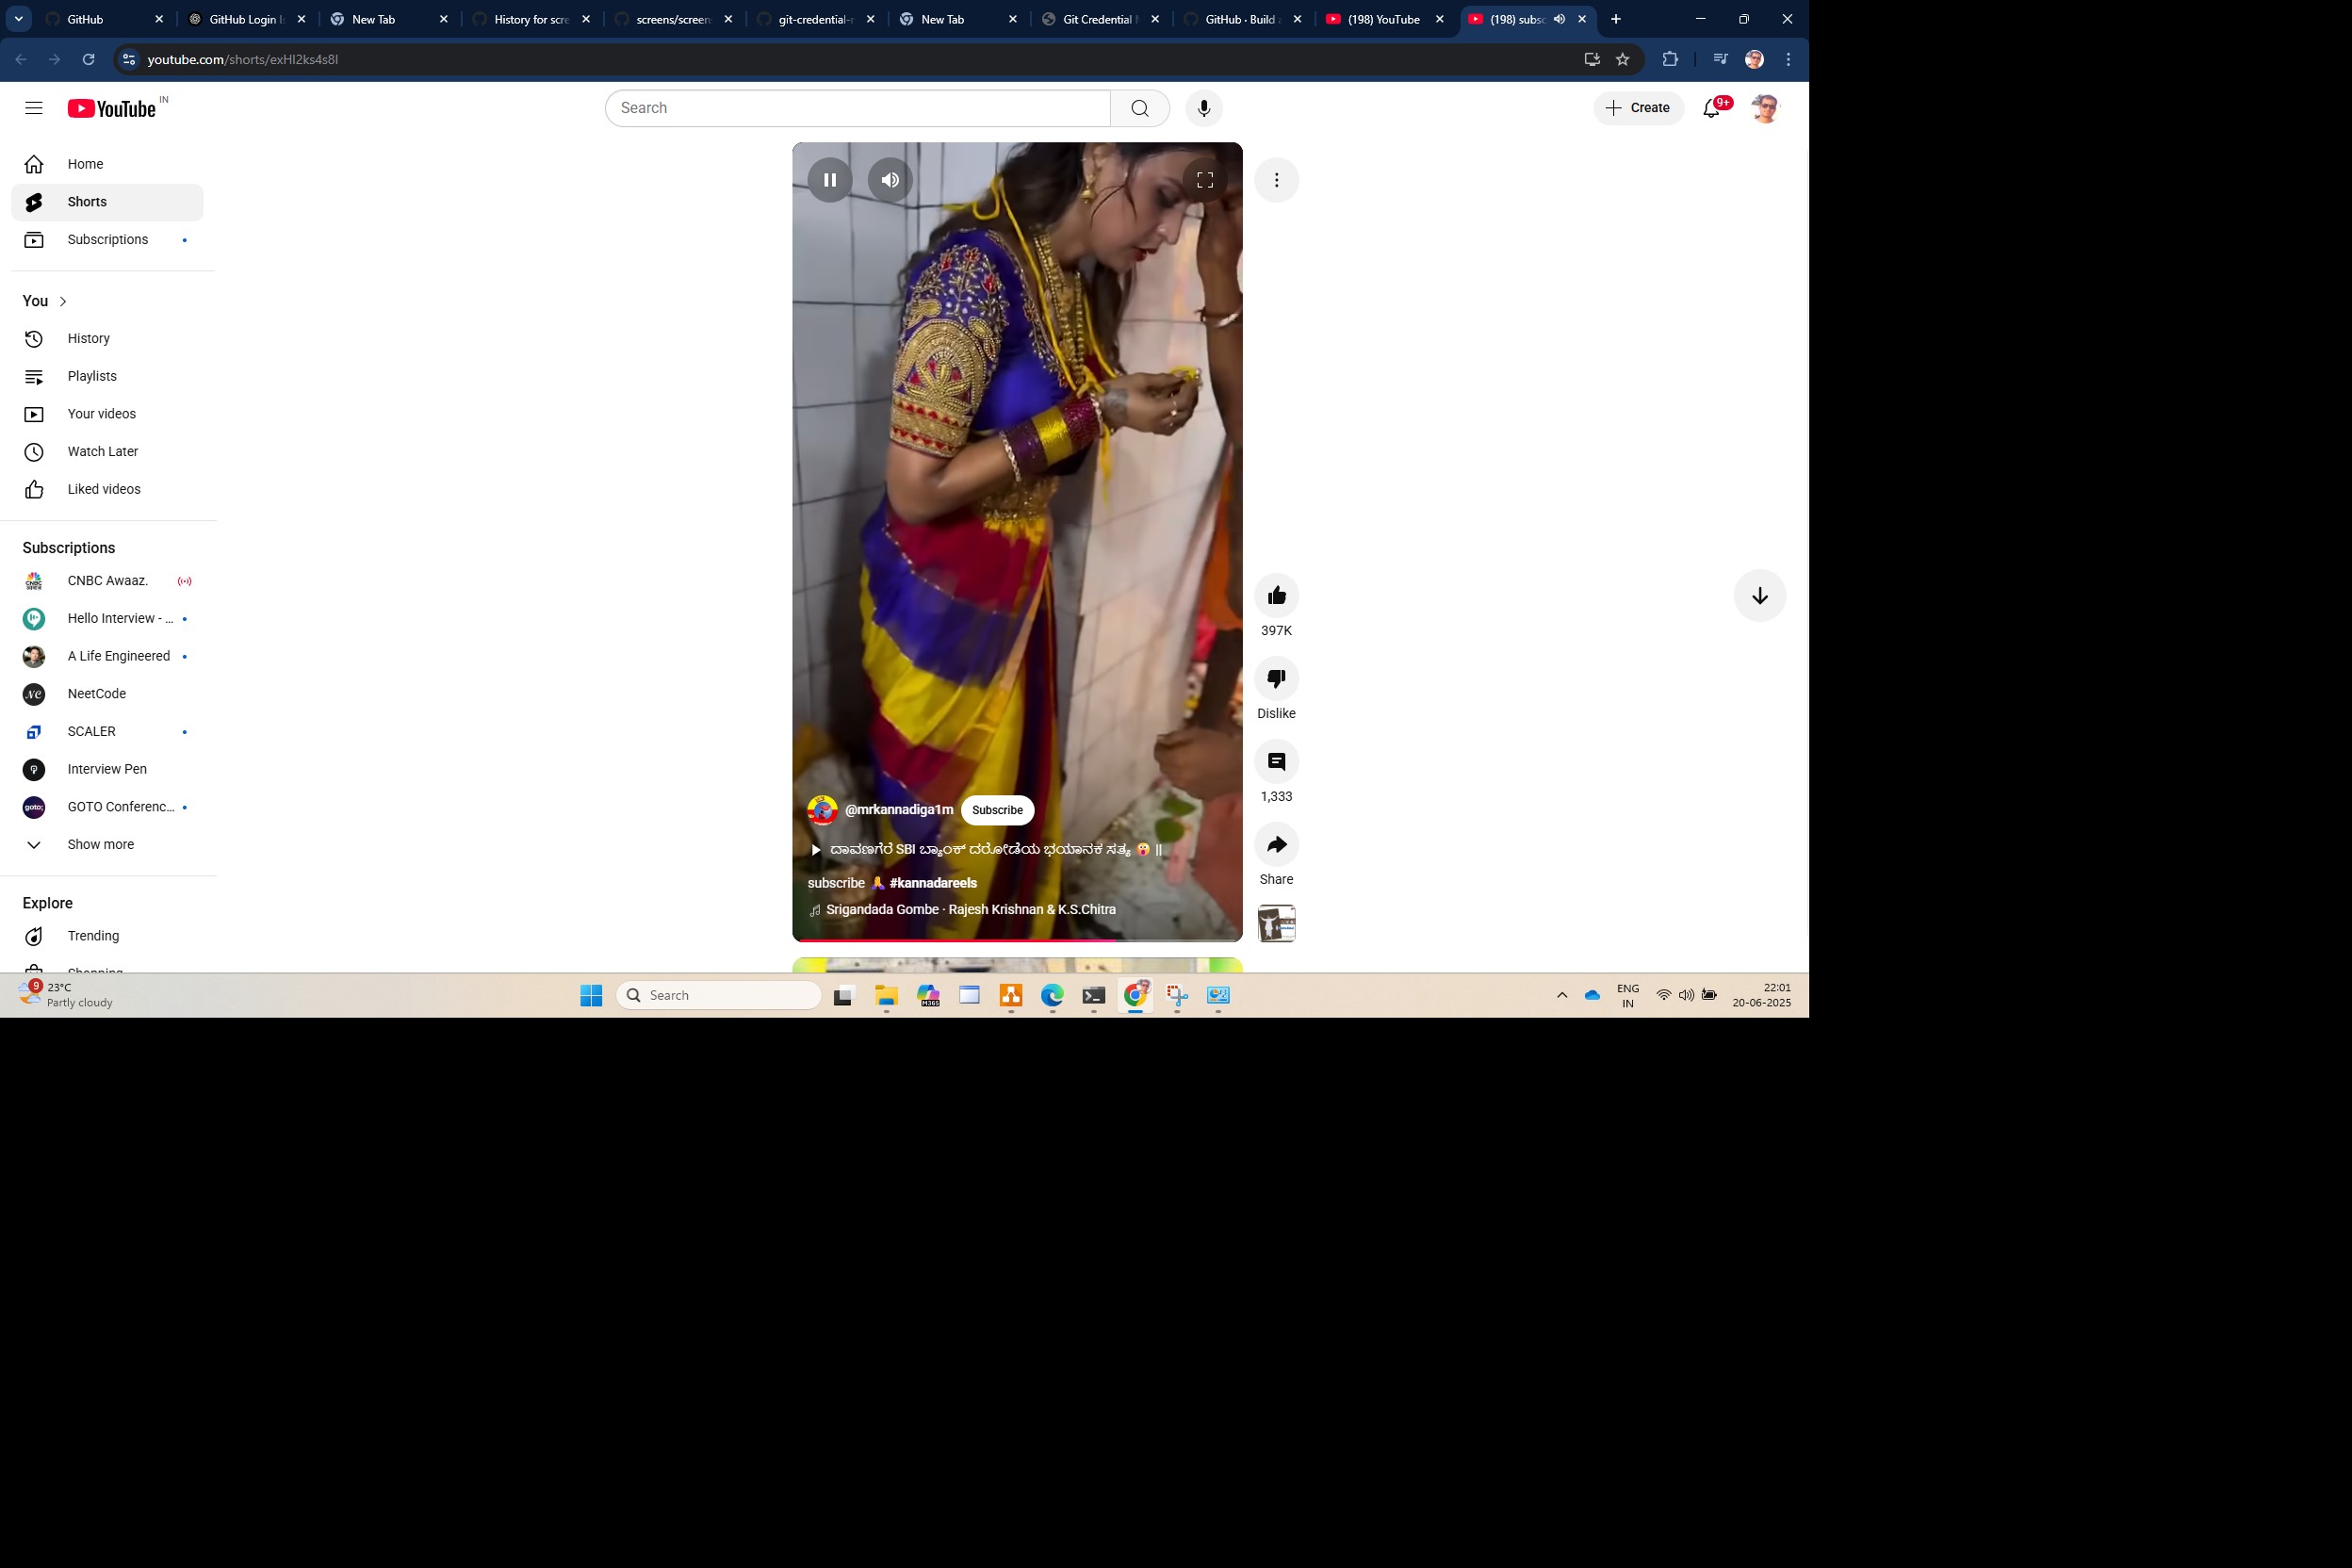 GitHub
GitHub Login Is
New Tab
History for scre
screens/screen
git-credential-r
New Tab
Git Credential M
GitHub · Build a
(198) YouTube
(198) subsc
youtube.com/shorts/exHI2ks4s8I
YouTube IN
Search
Create
9+
Home
Shorts
Subscriptions
You
History
Playlists
Your videos
Watch Later
Liked videos
Subscriptions
CNBC Awaaz.
Hello Interview - ...
A Life Engineered
NeetCode
SCALER
Interview Pen
GOTO Conferenc...
Show more
Explore
Trending
Shopping
397K
Dislike
1,333
Share
@mrkannadiga1m Subscribe
ದಾವಣಗೆರೆ SBI ಬ್ಯಾಂಕ್ ದರೋಡೆಯ ಭಯಾನಕ ಸತ್ಯ 😱 ||
subscribe 🙏 #kannadareels
Srigandada Gombe · Rajesh Krishnan & K.S.Chitra
9
23°C
Partly cloudy
Search
M365
ENG
IN
22:01
20-06-2025